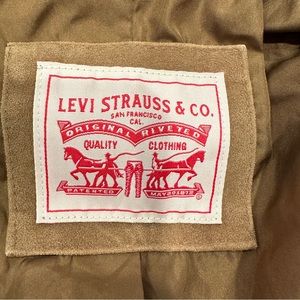 LEVI STRAUSS & CO.
SAN FRANCISCO
CAL.
ORIGINAL RIVETED
QUALITY CLOTHING
PATENTED MAY 20 1873
®